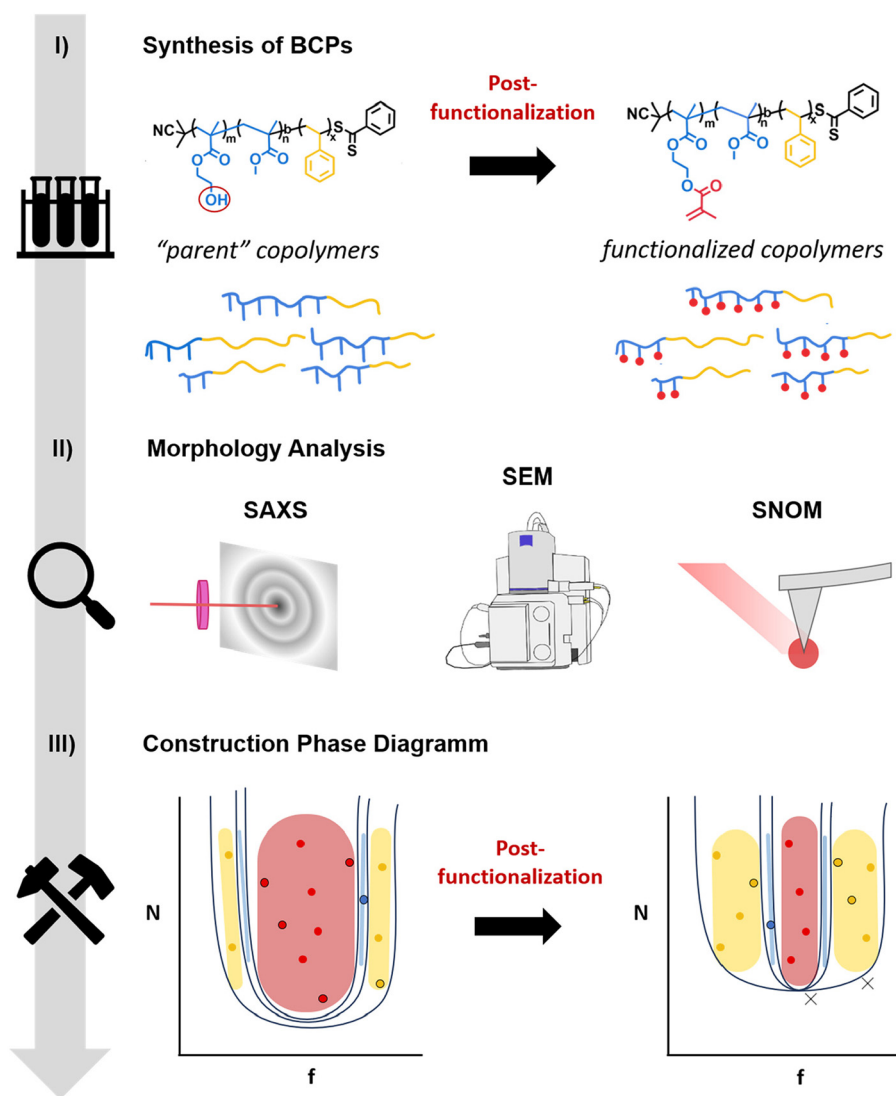 I)
Synthesis of BCPs
Post-
functionalization
NC
m
n
b
x
S
S
O
O
O
O
OH
NC
m
n
b
x
S
S
O
O
O
O
O
O
"parent" copolymers
functionalized copolymers
II)
Morphology Analysis
SAXS
SEM
SNOM
III)
Construction Phase Diagramm
N
f
Post-
functionalization
N
f